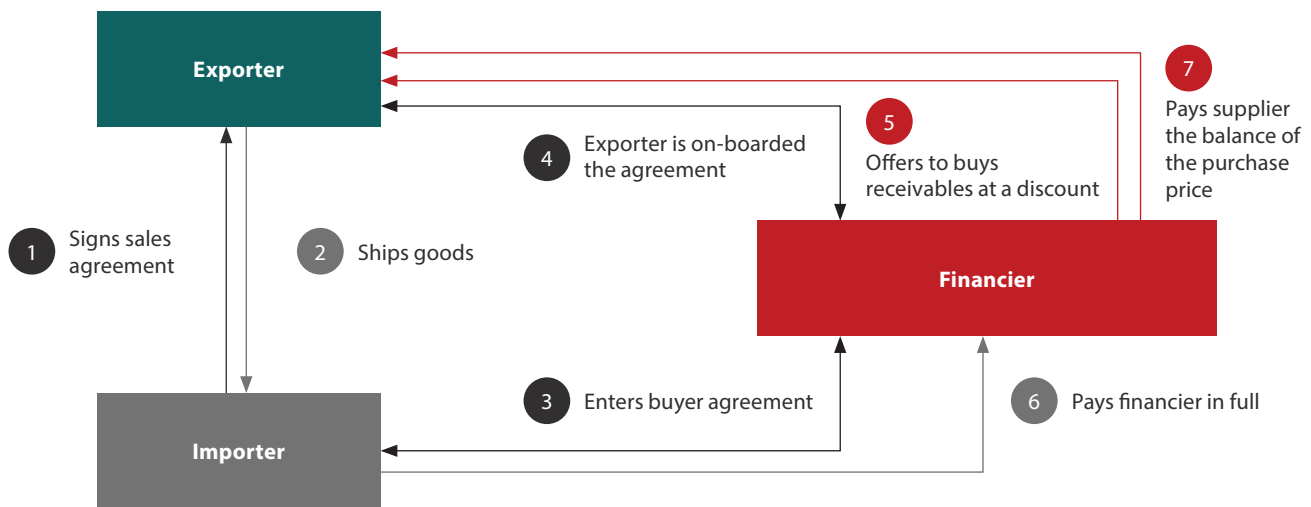 Exporter
7
Pays supplier
the balance of
the purchase
price
5
Offers to buys
receivables at a discount
4
Exporter is on-boarded
the agreement
1
Signs sales
agreement
2
Ships goods
Financier
3
Enters buyer agreement
6
Pays financier in full
Importer